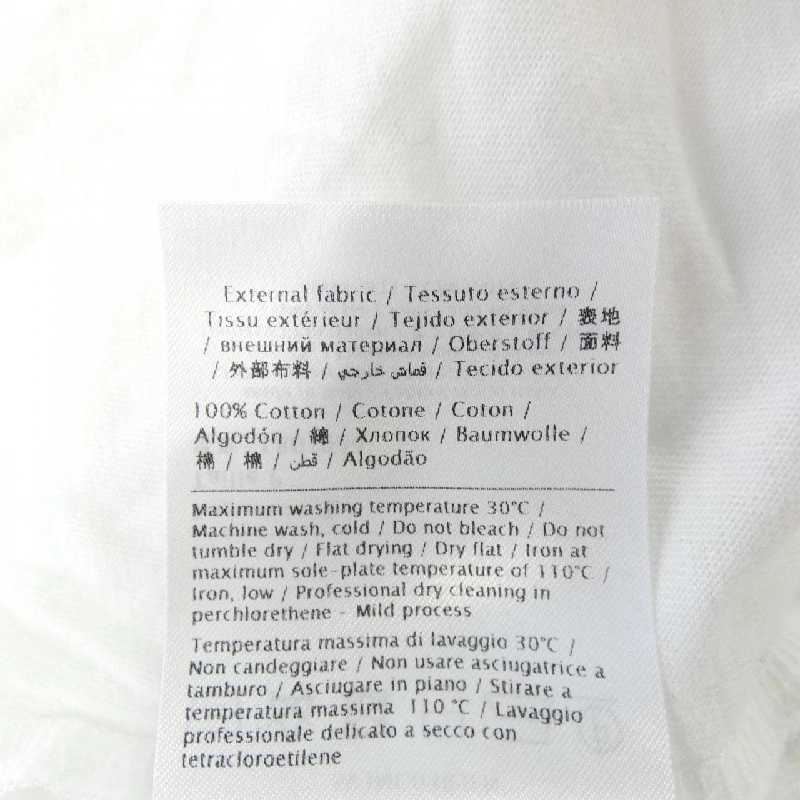 External fabric / Tessuto esterno /
Tissu extérieur / Tejido exterior / 表地
/ внешний материал / Oberstoff / 面料
/ 外部布料 / قماش خارجي / Tecido exterior
100% Cotton / Cotone / Coton /
Algodón / 綿 / Хлопок / Baumwolle /
棉 / 棉 / قطن / Algodão
Maximum washing temperature 30°C /
Machine wash, cold / Do not bleach / Do not
tumble dry / Flat drying / Dry flat / Iron at
maximum sole-plate temperature of 110°C /
Iron, low / Professional dry cleaning in
perchlorethene - Mild process
Temperatura massima di lavaggio 30°C /
Non candeggiare / Non usare asciugatrice a
tamburo / Asciugare in piano / Stirare a
temperatura massima 110 °C / Lavaggio
professionale delicato a secco con
tetracloroetilene